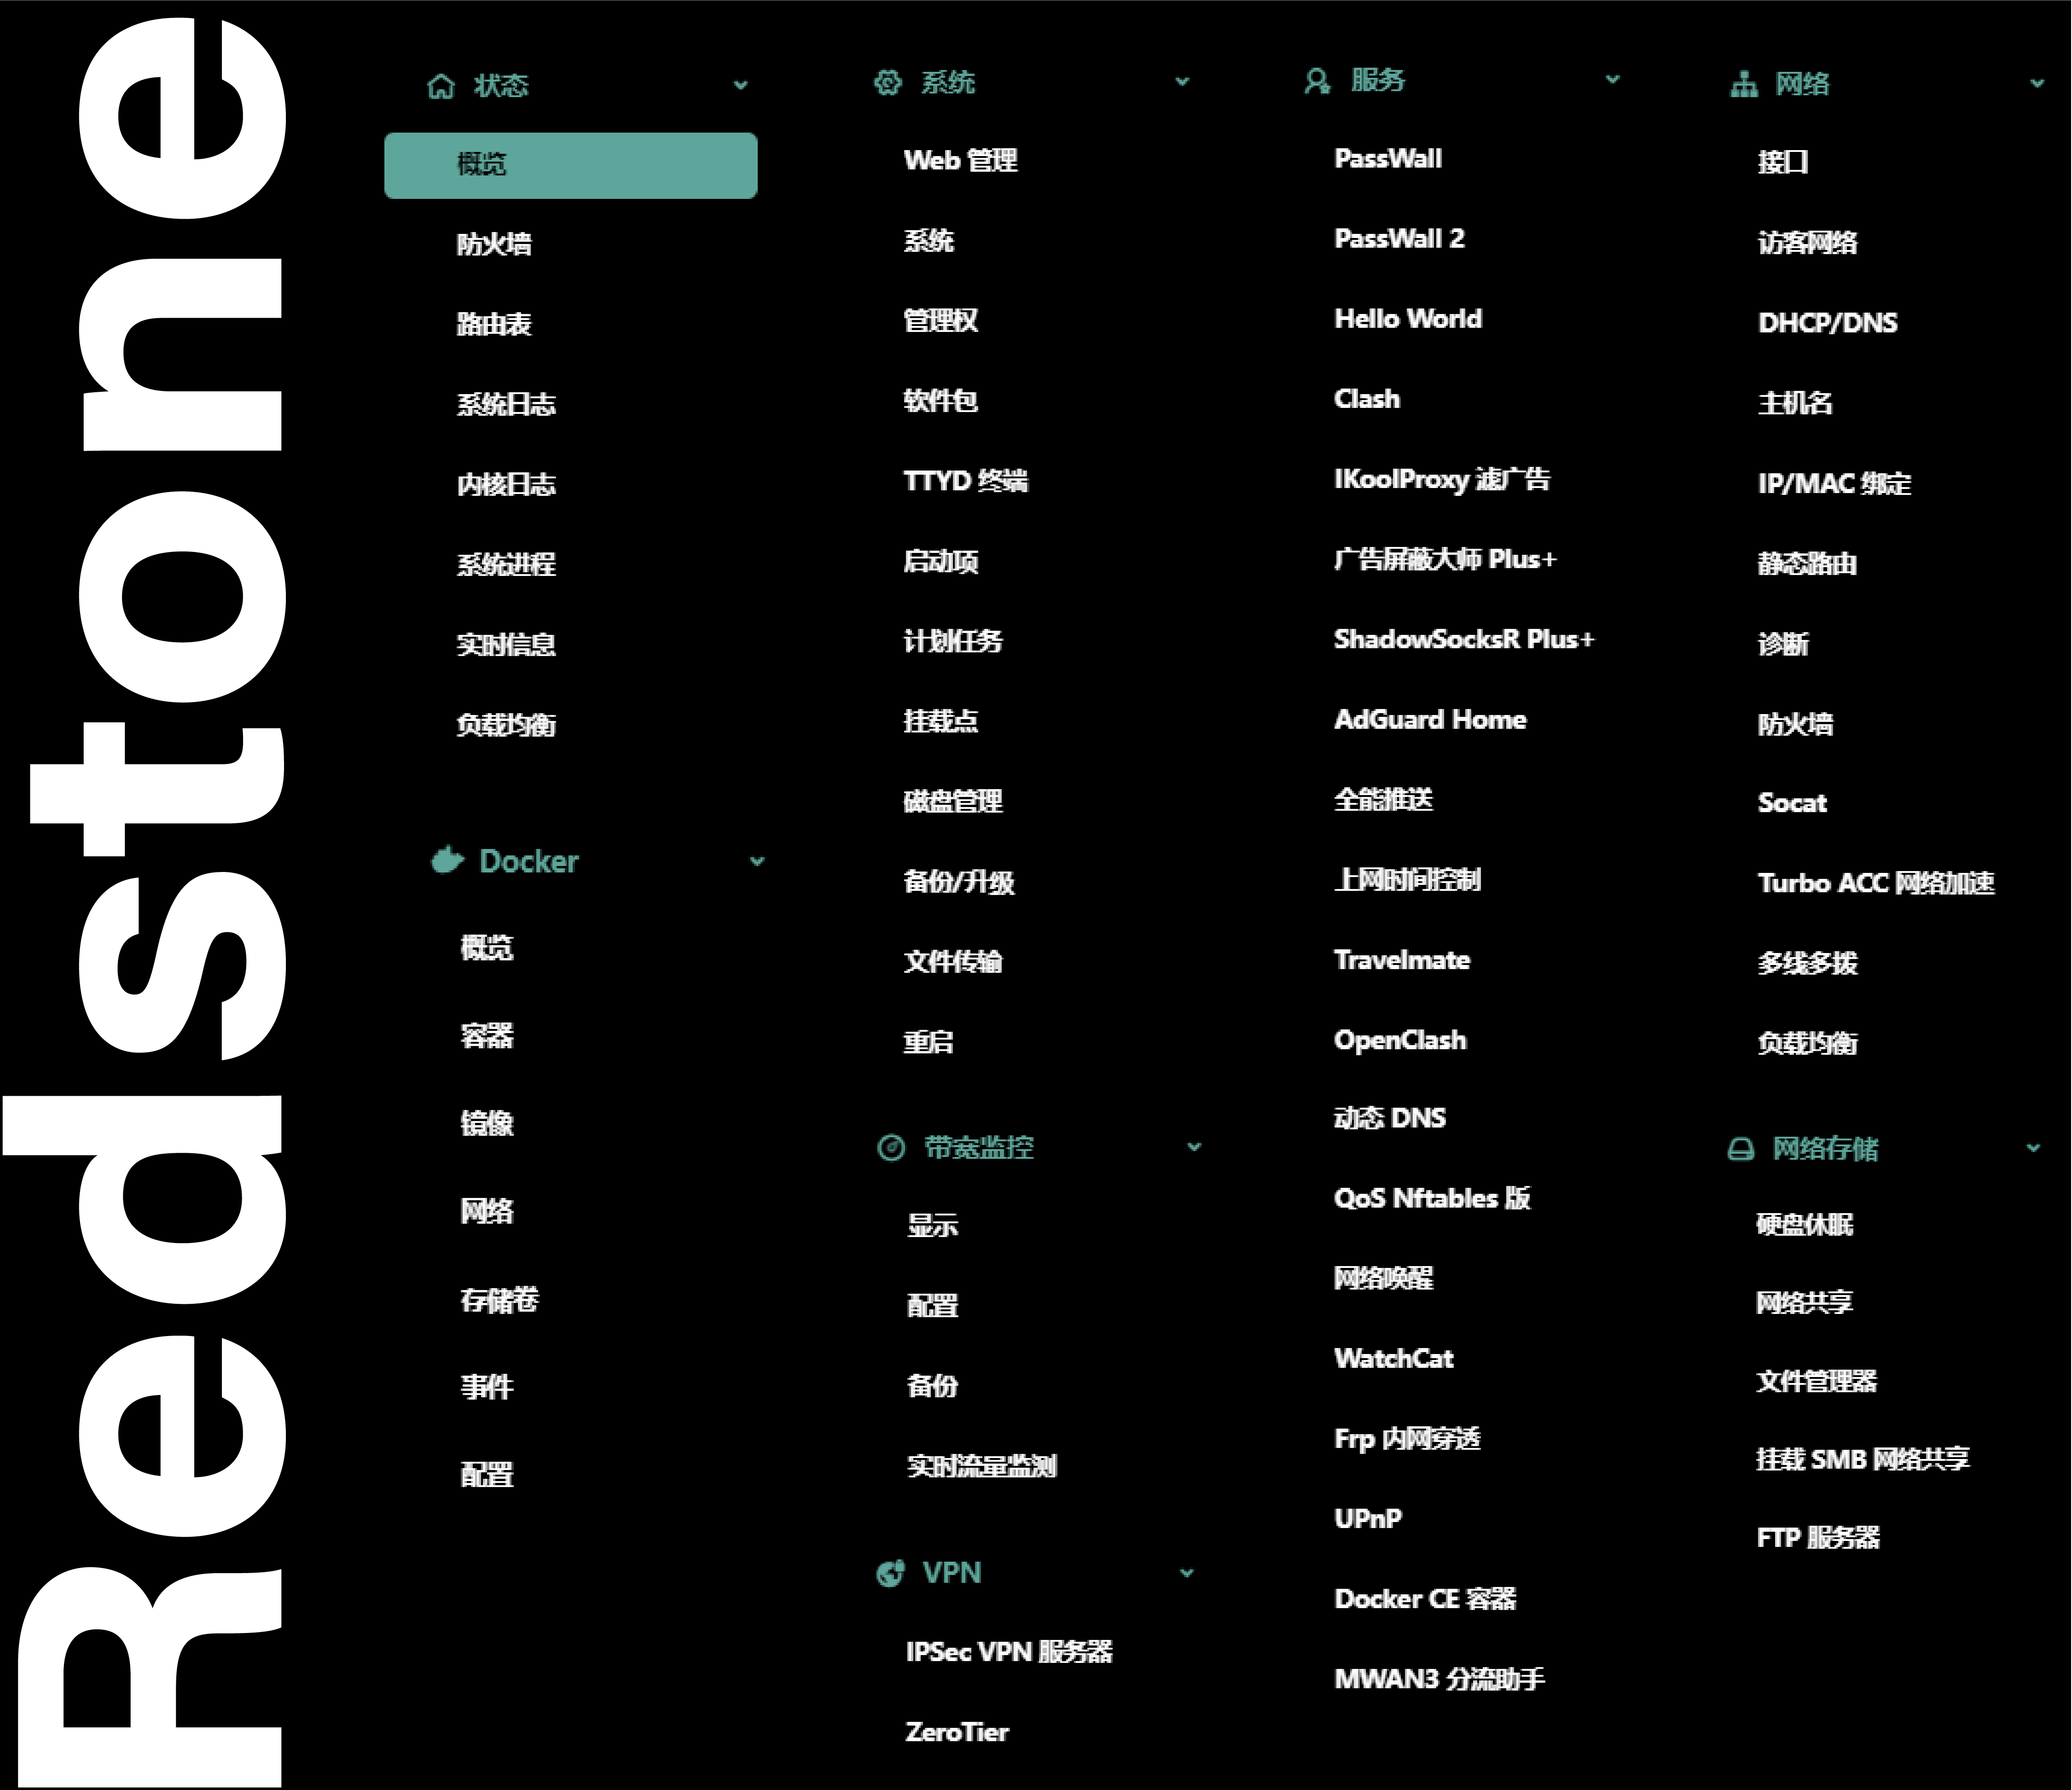 Redstone
状态
概览
防火墙
路由表
系统日志
内核日志
系统进程
实时信息
负载均衡
Docker
概览
容器
镜像
网络
存储卷
事件
配置
系统
Web 管理
系统
管理权
软件包
TTYD 终端
启动项
计划任务
挂载点
磁盘管理
备份/升级
文件传输
重启
带宽监控
显示
配置
备份
实时流量监测
VPN
IPSec VPN 服务器
ZeroTier
服务
PassWall
PassWall 2
Hello World
Clash
IKoolProxy 滤广告
广告屏蔽大师 Plus+
ShadowSocksR Plus+
AdGuard Home
全能推送
上网时间控制
Travelmate
OpenClash
动态 DNS
QoS Nftables 版
网络唤醒
WatchCat
Frp 内网穿透
UPnP
Docker CE 容器
MWAN3 分流助手
网络
接口
访客网络
DHCP/DNS
主机名
IP/MAC 绑定
静态路由
诊断
防火墙
Socat
Turbo ACC 网络加速
多线多拨
负载均衡
网络存储
硬盘休眠
网络共享
文件管理器
挂载 SMB 网络共享
FTP 服务器